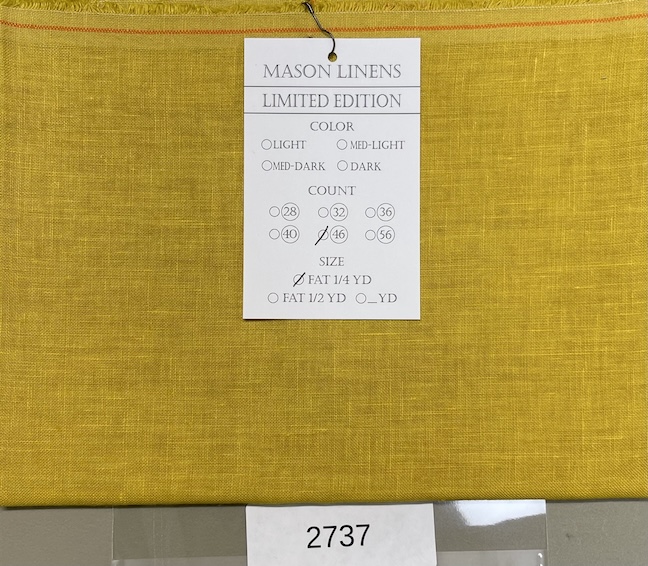 MASON LINENS
LIMITED EDITION
COLOR
LIGHT MED-LIGHT
MED-DARK DARK
COUNT
28 32 36
40 46 56
SIZE
FAT 1/4 YD
FAT 1/2 YD _YD
2737